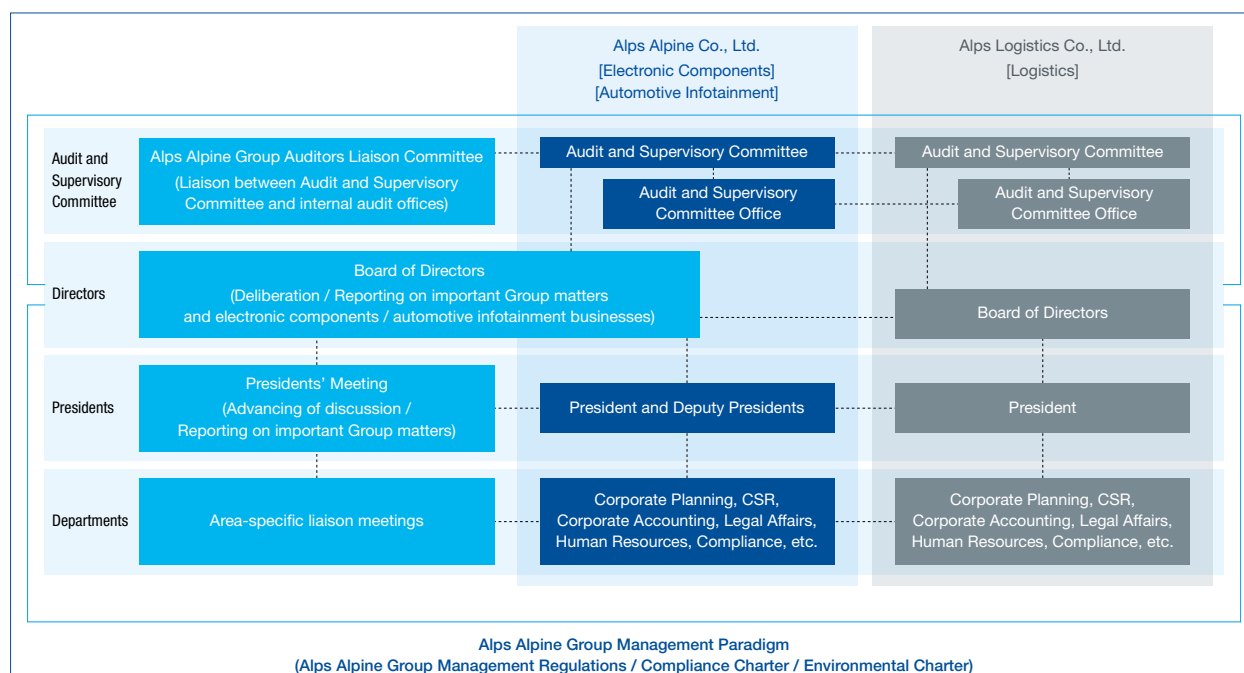 Alps Alpine Co., Ltd.
[Electronic Components]
[Automotive Infotainment]
Alps Logistics Co., Ltd.
[Logistics]
Audit and
Supervisory
Committee
Alps Alpine Group Auditors Liaison Committee
(Liaison between Audit and Supervisory
Committee and internal audit offices)
Audit and Supervisory Committee
Audit and Supervisory
Committee Office
Audit and Supervisory Committee
Audit and Supervisory
Committee Office
Directors
Board of Directors
(Deliberation / Reporting on important Group matters
and electronic components / automotive infotainment businesses)
Board of Directors
Presidents
Presidents’ Meeting
(Advancing of discussion /
Reporting on important Group matters)
President and Deputy Presidents
President
Departments
Area-specific liaison meetings
Corporate Planning, CSR,
Corporate Accounting, Legal Affairs,
Human Resources, Compliance, etc.
Corporate Planning, CSR,
Corporate Accounting, Legal Affairs,
Human Resources, Compliance, etc.
Alps Alpine Group Management Paradigm
(Alps Alpine Group Management Regulations / Compliance Charter / Environmental Charter)